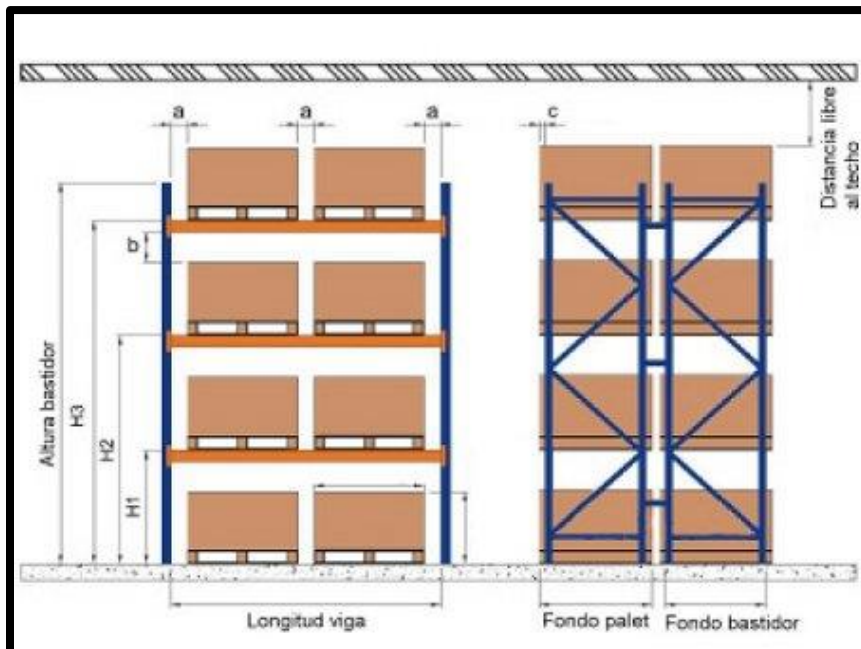 a a a c
Distancia libre
al techo
b
Altura bastidor
H3
H2
H1
Longitud viga
Fondo palet
Fondo bastidor